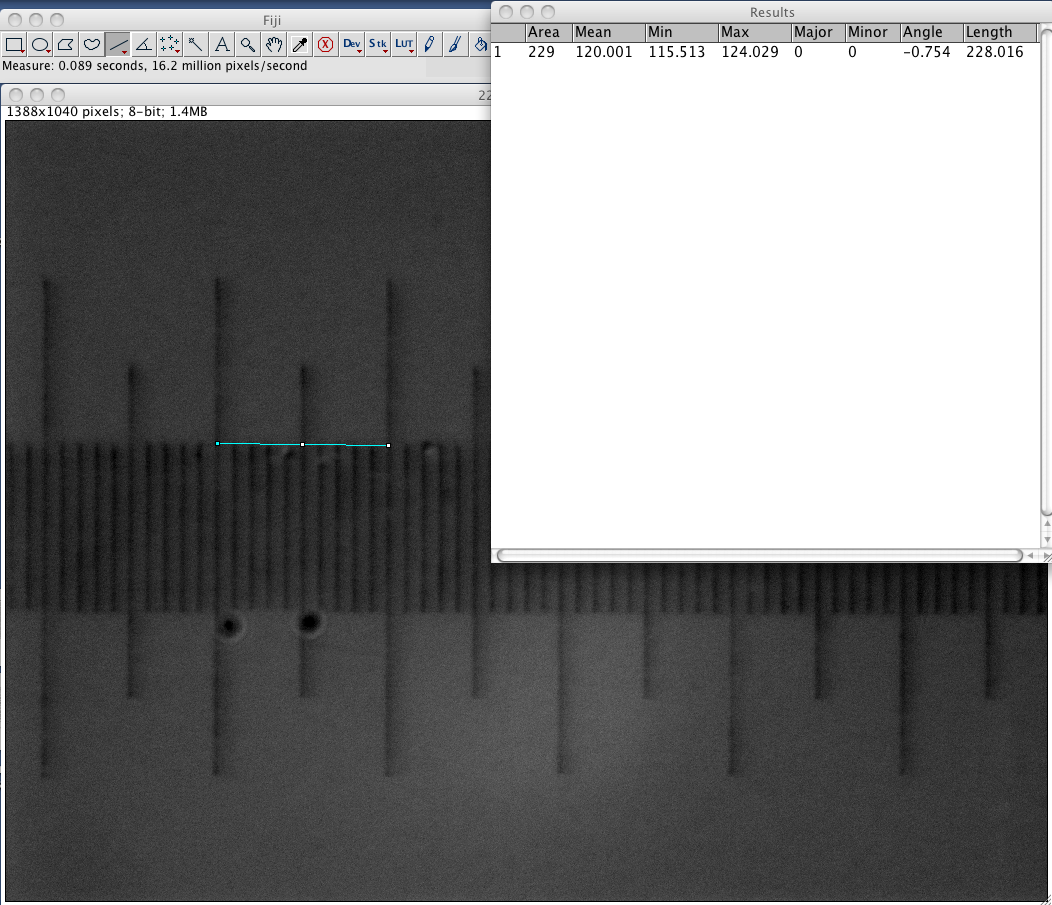 Fiji
Dev Stk LUT
Measure: 0.089 seconds, 16.2 million pixels/second
22
1388x1040 pixels; 8-bit; 1.4MB
Results
Area Mean Min Max Major Minor Angle Length
1 229 120.001 115.513 124.029 0 0 −0.754 228.016